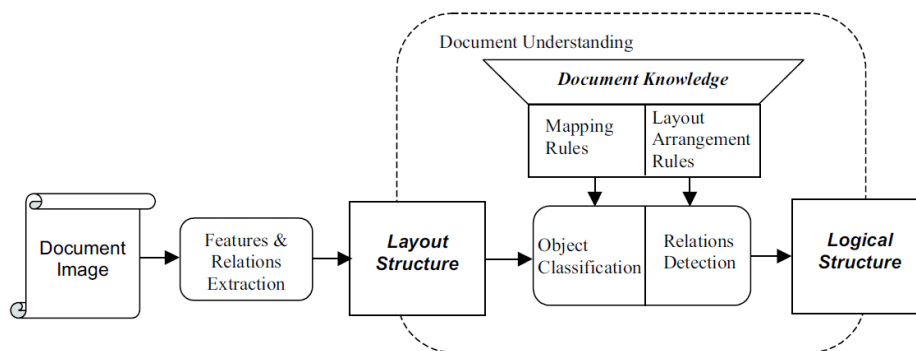 Document Understanding
Document Knowledge
Mapping
Rules
Layout
Arrangement
Rules
Document
Image
Features &
Relations
Extraction
Layout
Structure
Object
Classification
Relations
Detection
Logical
Structure